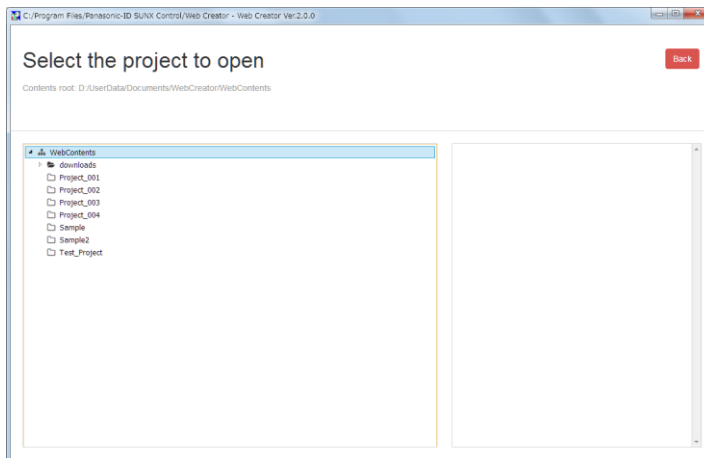 C:/Program Files/Panasonic-ID SUNX Control/Web Creator - Web Creator Ver.2.0.0
Select the project to open
Back
Contents root: D:/UserData/Documents/WebCreator/WebContents
WebContents
downloads
Project_001
Project_002
Project_003
Project_004
Sample
Sample2
Test_Project